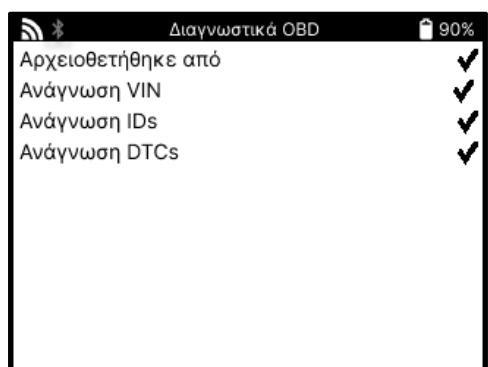 Διαγνωστικά OBD 90%
Αρχειοθετήθηκε από
Ανάγνωση VIN
Ανάγνωση IDs
Ανάγνωση DTCs